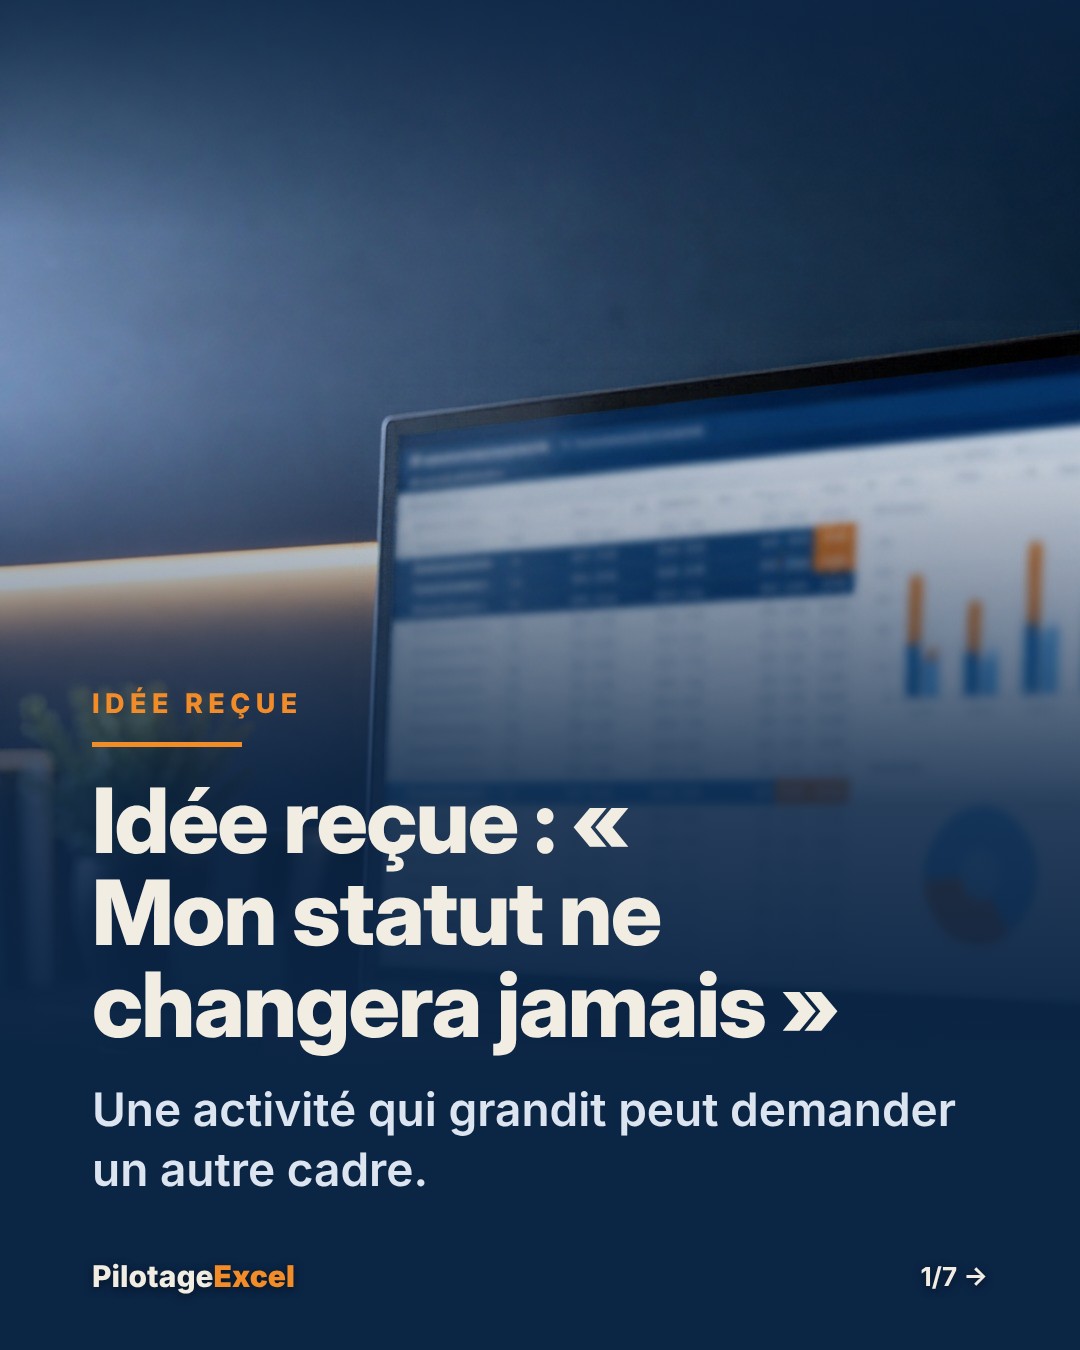 IDÉE REÇUE
Idée reçue : «
Mon statut ne
changera jamais »
Une activité qui grandit peut demander
un autre cadre.
PilotageExcel
1/7 →